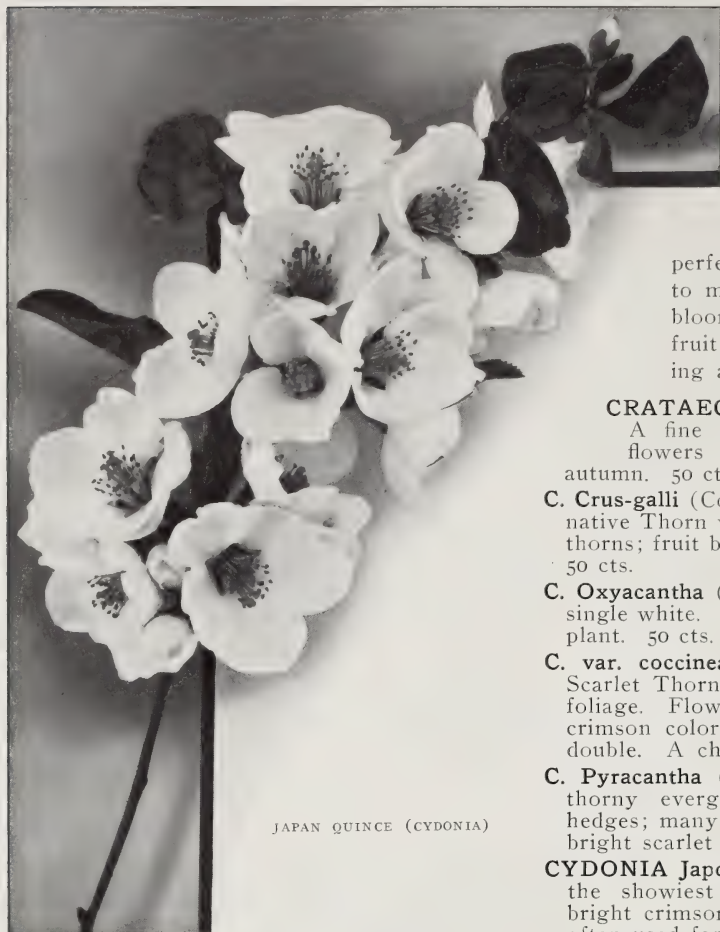 perfe
to m
bloom
fruit
ing a
CRATAEG
A fine
flowers
autumn. 50 ct
C. Crus-galli (Co
native Thorn
thorns; fruit b
50 cts.
C. Oxyacantha (
single white.
plant. 50 cts.
C. var. coccinea
Scarlet Thorn
foliage. Flow
crimson color
double. A ch
C. Pyracantha
thorny everg
hedges; many
bright scarlet
CYDONIA Japo
the showiest
bright crimson
JAPAN QUINCE (CYDONIA)